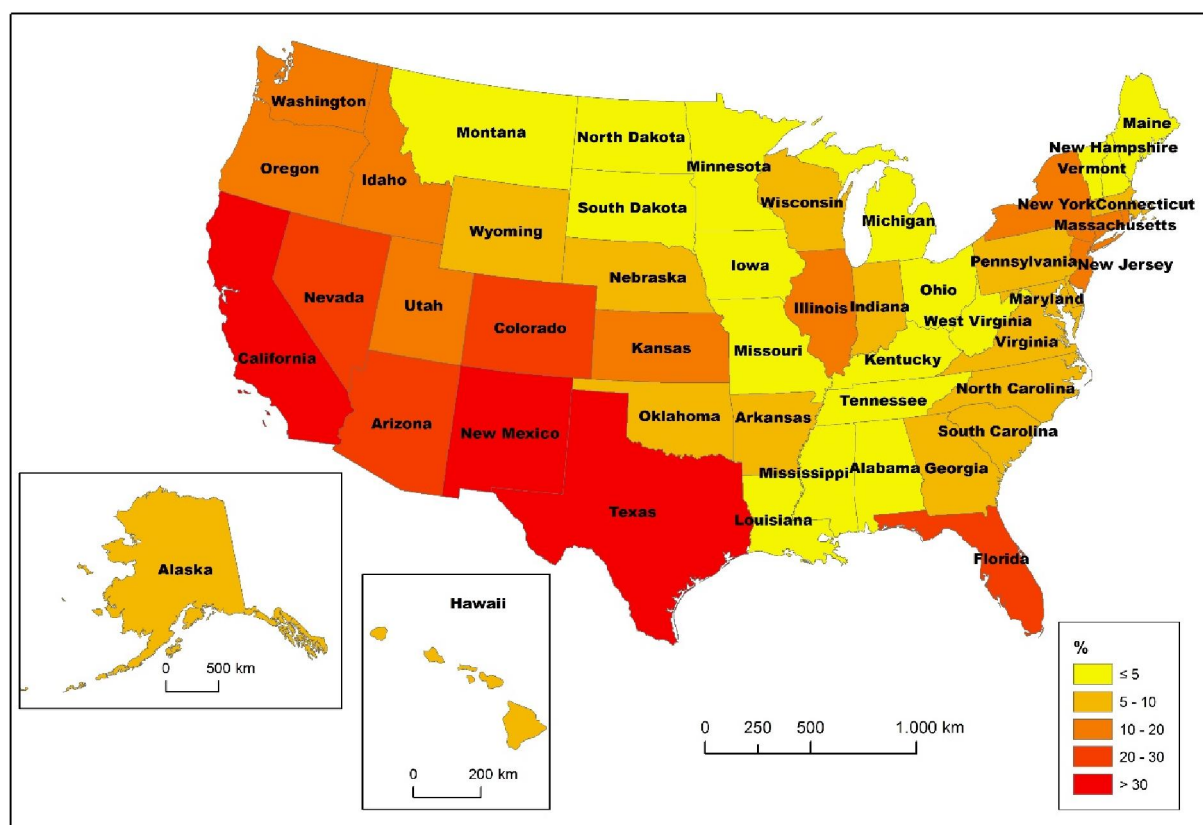 Washington
Montana
North Dakota
Minnesota
Maine
New Hampshire
Vermont
Oregon
Idaho
South Dakota
Wisconsin
Michigan
New York
Connecticut
Massachusetts
Wyoming
Nebraska
Iowa
Pennsylvania
New Jersey
Nevada
Utah
Colorado
Kansas
Illinois
Indiana
Ohio
Maryland
West Virginia
Virginia
California
Missouri
Kentucky
Tennessee
North Carolina
Arizona
New Mexico
Oklahoma
Arkansas
South Carolina
Mississippi
Alabama
Georgia
Texas
Louisiana
Florida
Alaska
0 500 km
Hawaii
0 200 km
0 250 500 1.000 km
%
≤ 5
5 - 10
10 - 20
20 - 30
> 30